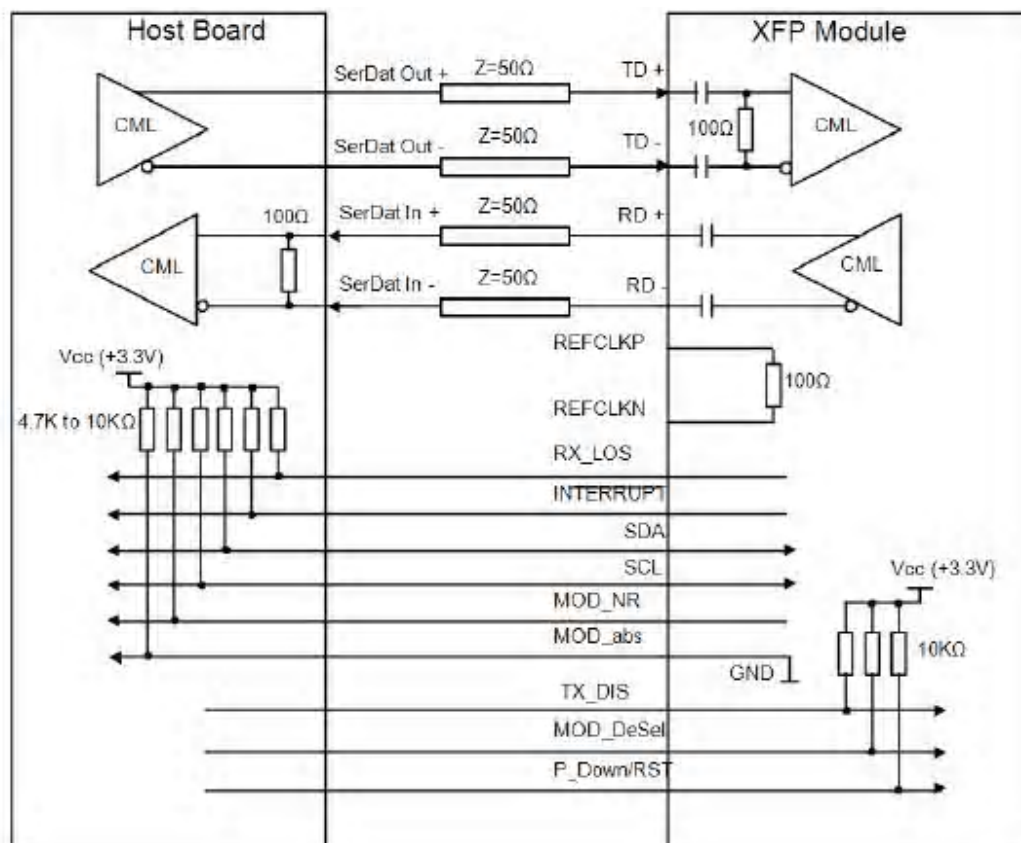 Host Board
XFP Module
SerDat Out +
Z=50Ω
TD +
CML
100Ω
CML
SerDat Out -
Z=50Ω
TD -
100Ω
SerDat In +
Z=50Ω
RD +
CML
CML
SerDat In -
Z=50Ω
RD -
REFCLKP
Vcc (+3.3V)
100Ω
REFCLKN
4.7K to 10KΩ
RX_LOS
INTERRUPT
SDA
SCL
Vcc (+3.3V)
MOD_NR
MOD_abs
10KΩ
GND
TX_DIS
MOD_DeSel
P_Down/RST